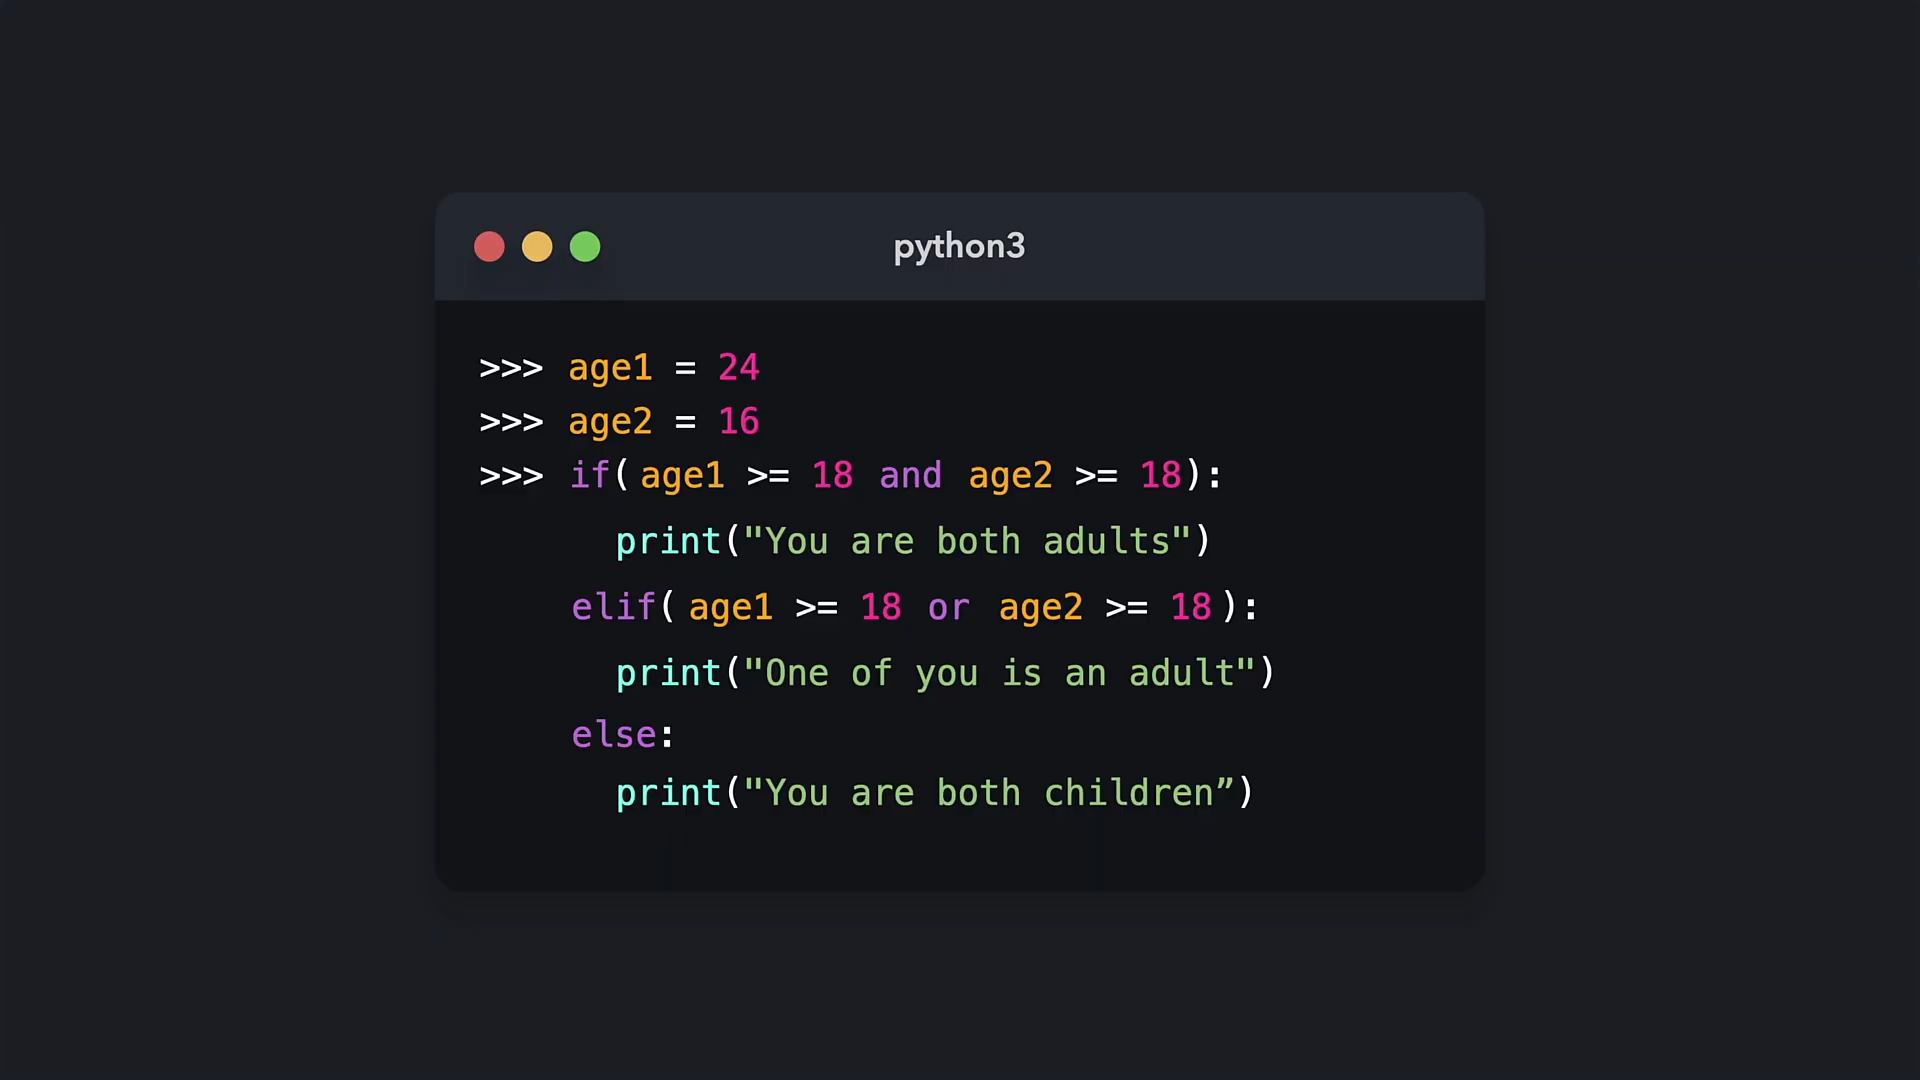 python3
>>> age1 = 24
>>> age2 = 16
>>> if(age1 >= 18 and age2 >= 18):
print("You are both adults")
elif(age1 >= 18 or age2 >= 18):
print("One of you is an adult")
else:
print("You are both children”)